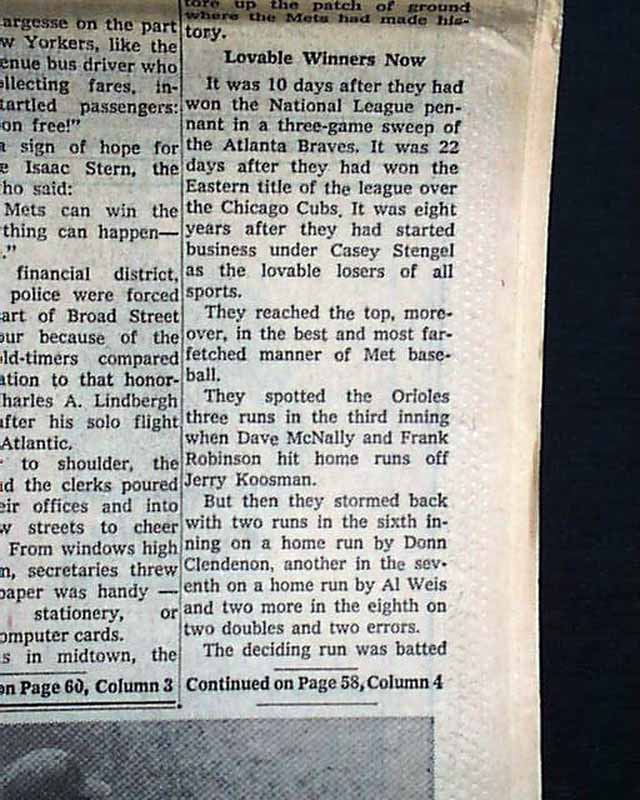 argesse on the part
w Yorkers, like the
enue bus driver who
ollecting fares, in-
tartled passengers:
on free!"
a sign of hope for
e Isaac Stern, the
ho said:
Mets can win the
thing can happen—
."
financial district,
police were forced
art of Broad Street
our because of the
ld-timers compared
ation to that honor-
harles A. Lindbergh
after his solo flight
Atlantic.
to shoulder, the
d the clerks poured
eir offices and into
w streets to cheer
From windows high
n, secretaries threw
paper was handy —
stationery, or
omputer cards.
s in midtown, the
on Page 60, Column 3
tore up the patch of ground
where the Mets had made his-
tory.
Lovable Winners Now
It was 10 days after they had
won the National League pen-
nant in a three-game sweep of
the Atlanta Braves. It was 22
days after they had won the
Eastern title of the league over
the Chicago Cubs. It was eight
years after they had started
business under Casey Stengel
as the lovable losers of all
sports.
They reached the top, more-
over, in the best and most far-
fetched manner of Met base-
ball.
They spotted the Orioles
three runs in the third inning
when Dave McNally and Frank
Robinson hit home runs off
Jerry Koosman.
But then they stormed back
with two runs in the sixth in-
ning on a home run by Donn
Clendenon, another in the sev-
enth on a home run by Al Weis
and two more in the eighth on
two doubles and two errors.
The deciding run was batted
Continued on Page 58, Column 4